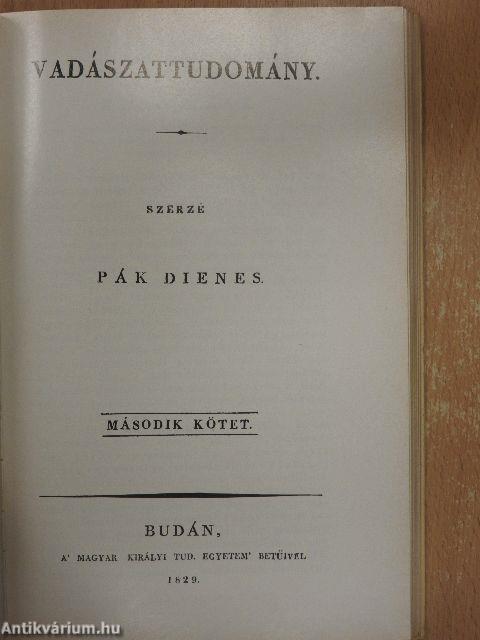 VADÁSZATTUDOMÁNY.
SZERZÉ
PÁK DIENES.
MÁSODIK KÖTET.
BUDÁN,
A' MAGYAR KIRÁLYI TUD. EGYETEM' BETŰIVEL
1829.
Antikvárium.hu